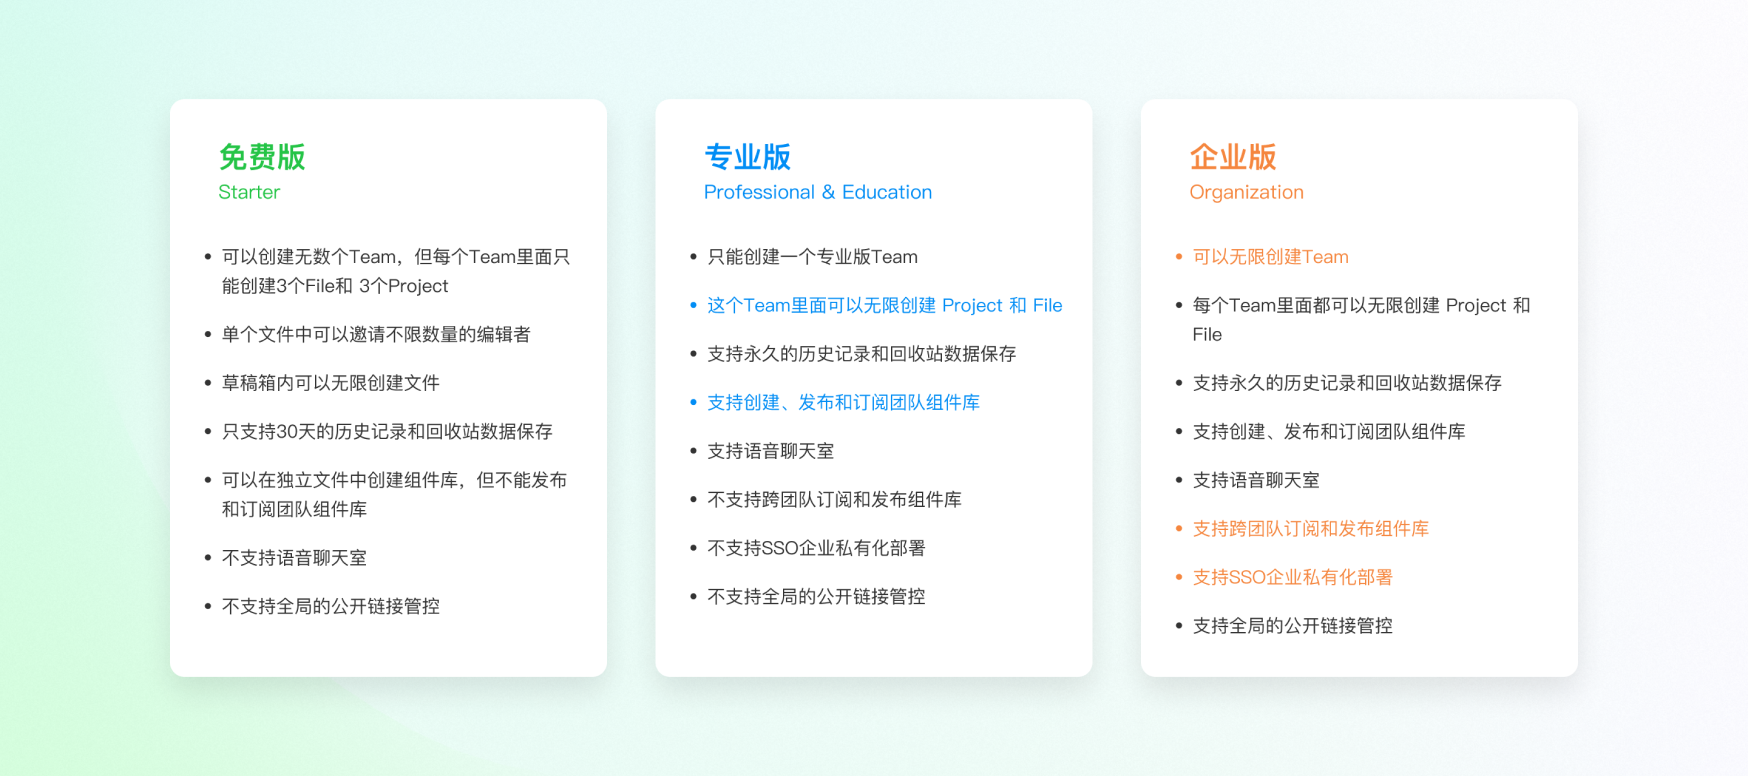 免费版
Starter
可以创建无数个Team，但每个Team里面只
能创建3个File和 3个Project
单个文件中可以邀请不限数量的编辑者
草稿箱内可以无限创建文件
只支持30天的历史记录和回收站数据保存
可以在独立文件中创建组件库，但不能发布
和订阅团队组件库
不支持语音聊天室
不支持全局的公开链接管控
专业版
Professional & Education
只能创建一个专业版Team
这个Team里面可以无限创建 Project 和 File
支持永久的历史记录和回收站数据保存
支持创建、发布和订阅团队组件库
支持语音聊天室
不支持跨团队订阅和发布组件库
不支持SSO企业私有化部署
不支持全局的公开链接管控
企业版
Organization
可以无限创建Team
每个Team里面都可以无限创建 Project 和
File
支持永久的历史记录和回收站数据保存
支持创建、发布和订阅团队组件库
支持语音聊天室
支持跨团队订阅和发布组件库
支持SSO企业私有化部署
支持全局的公开链接管控